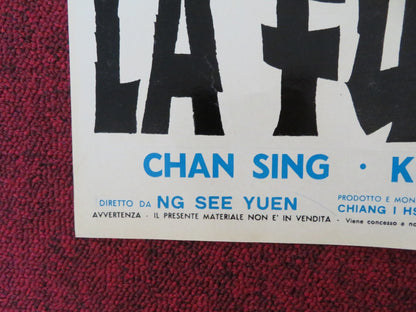 LA FU
CHAN SING · K
DIRETTO DA NG SEE YUEN PRODOTTO E MON
CHIANG I HS
AVVERTENZA - IL PRESENTE MATERIALE NON E' IN VENDITA - Viene concesso a no